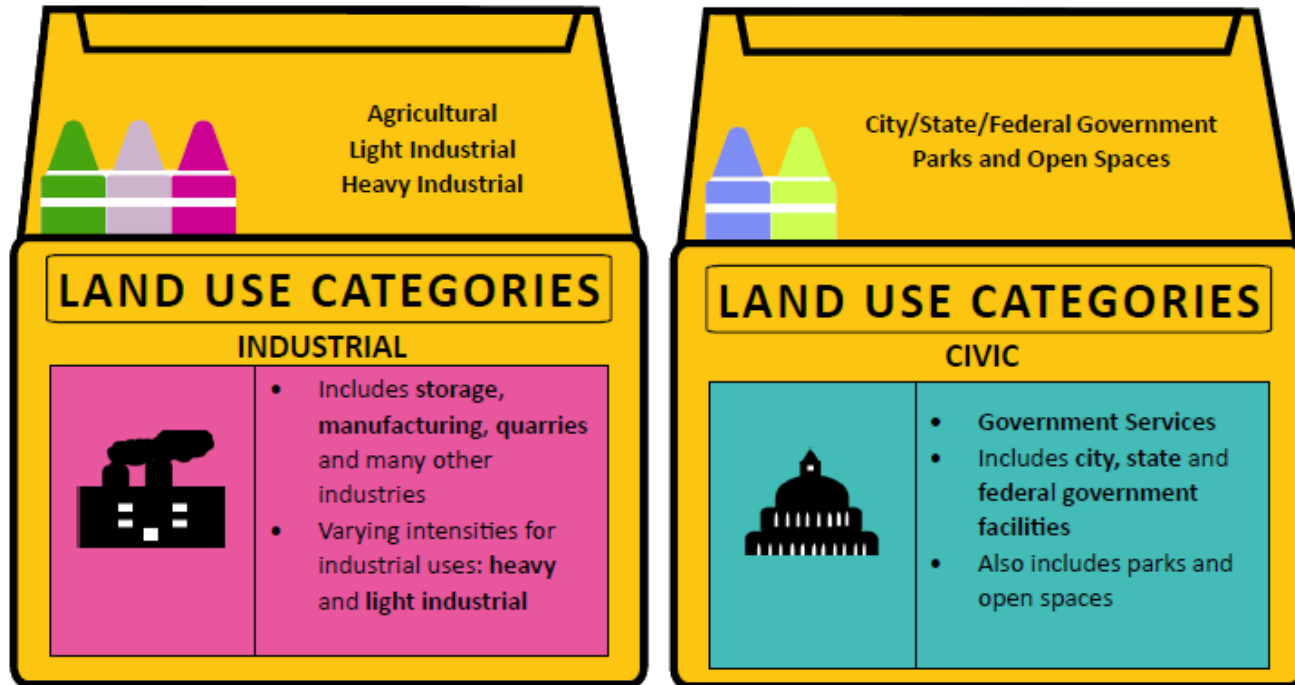 Agricultural
Light Industrial
Heavy Industrial
LAND USE CATEGORIES
INDUSTRIAL
• Includes storage,
manufacturing, quarries
and many other
industries
• Varying intensities for
industrial uses: heavy
and light industrial
City/State/Federal Government
Parks and Open Spaces
LAND USE CATEGORIES
CIVIC
• Government Services
• Includes city, state and
federal government
facilities
• Also includes parks and
open spaces